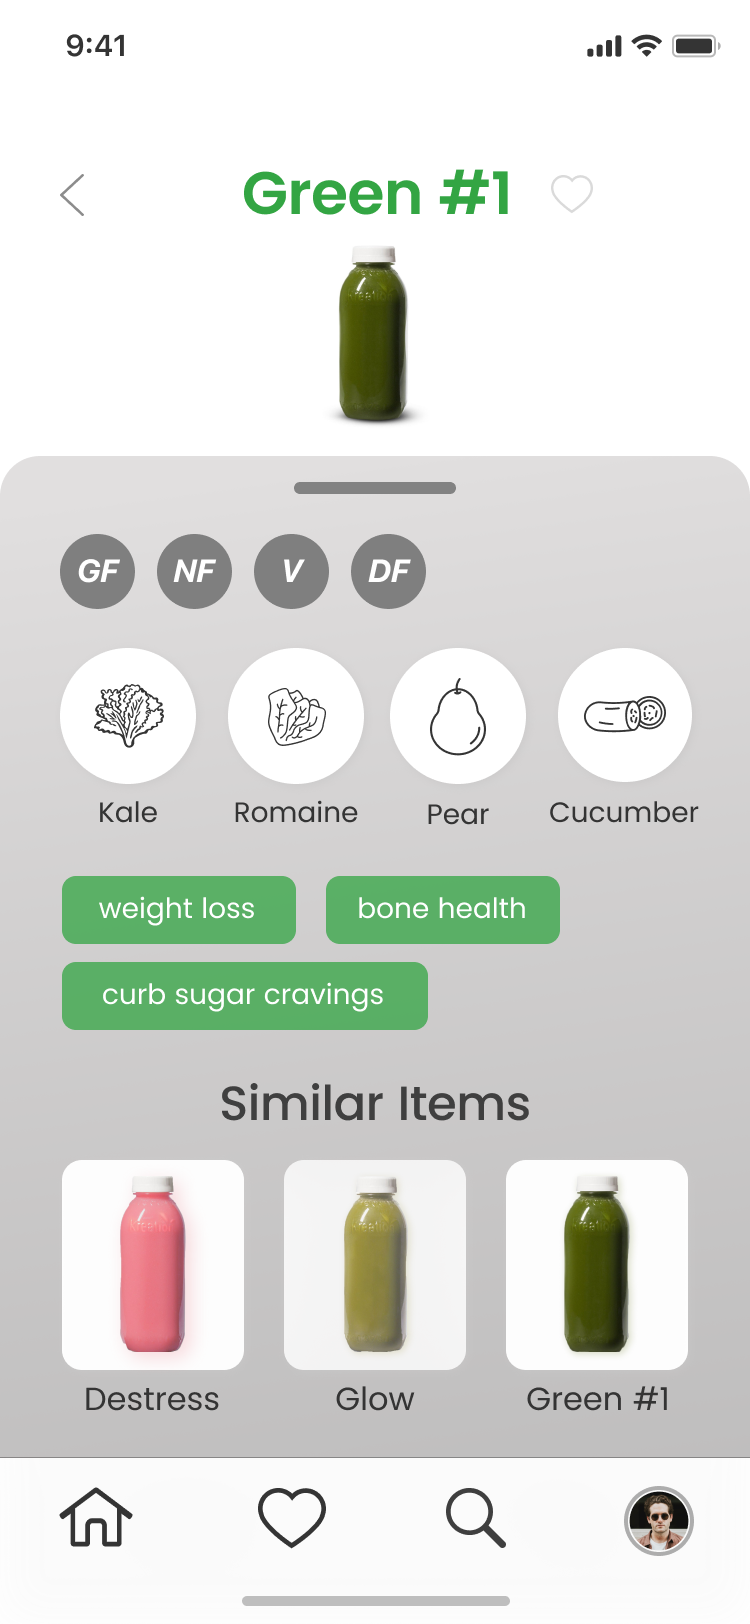 9:41
Green #1
GF NF V DF
Kale Romaine Pear Cucumber
weight loss bone health
curb sugar cravings
Similar Items
Destress Glow Green #1